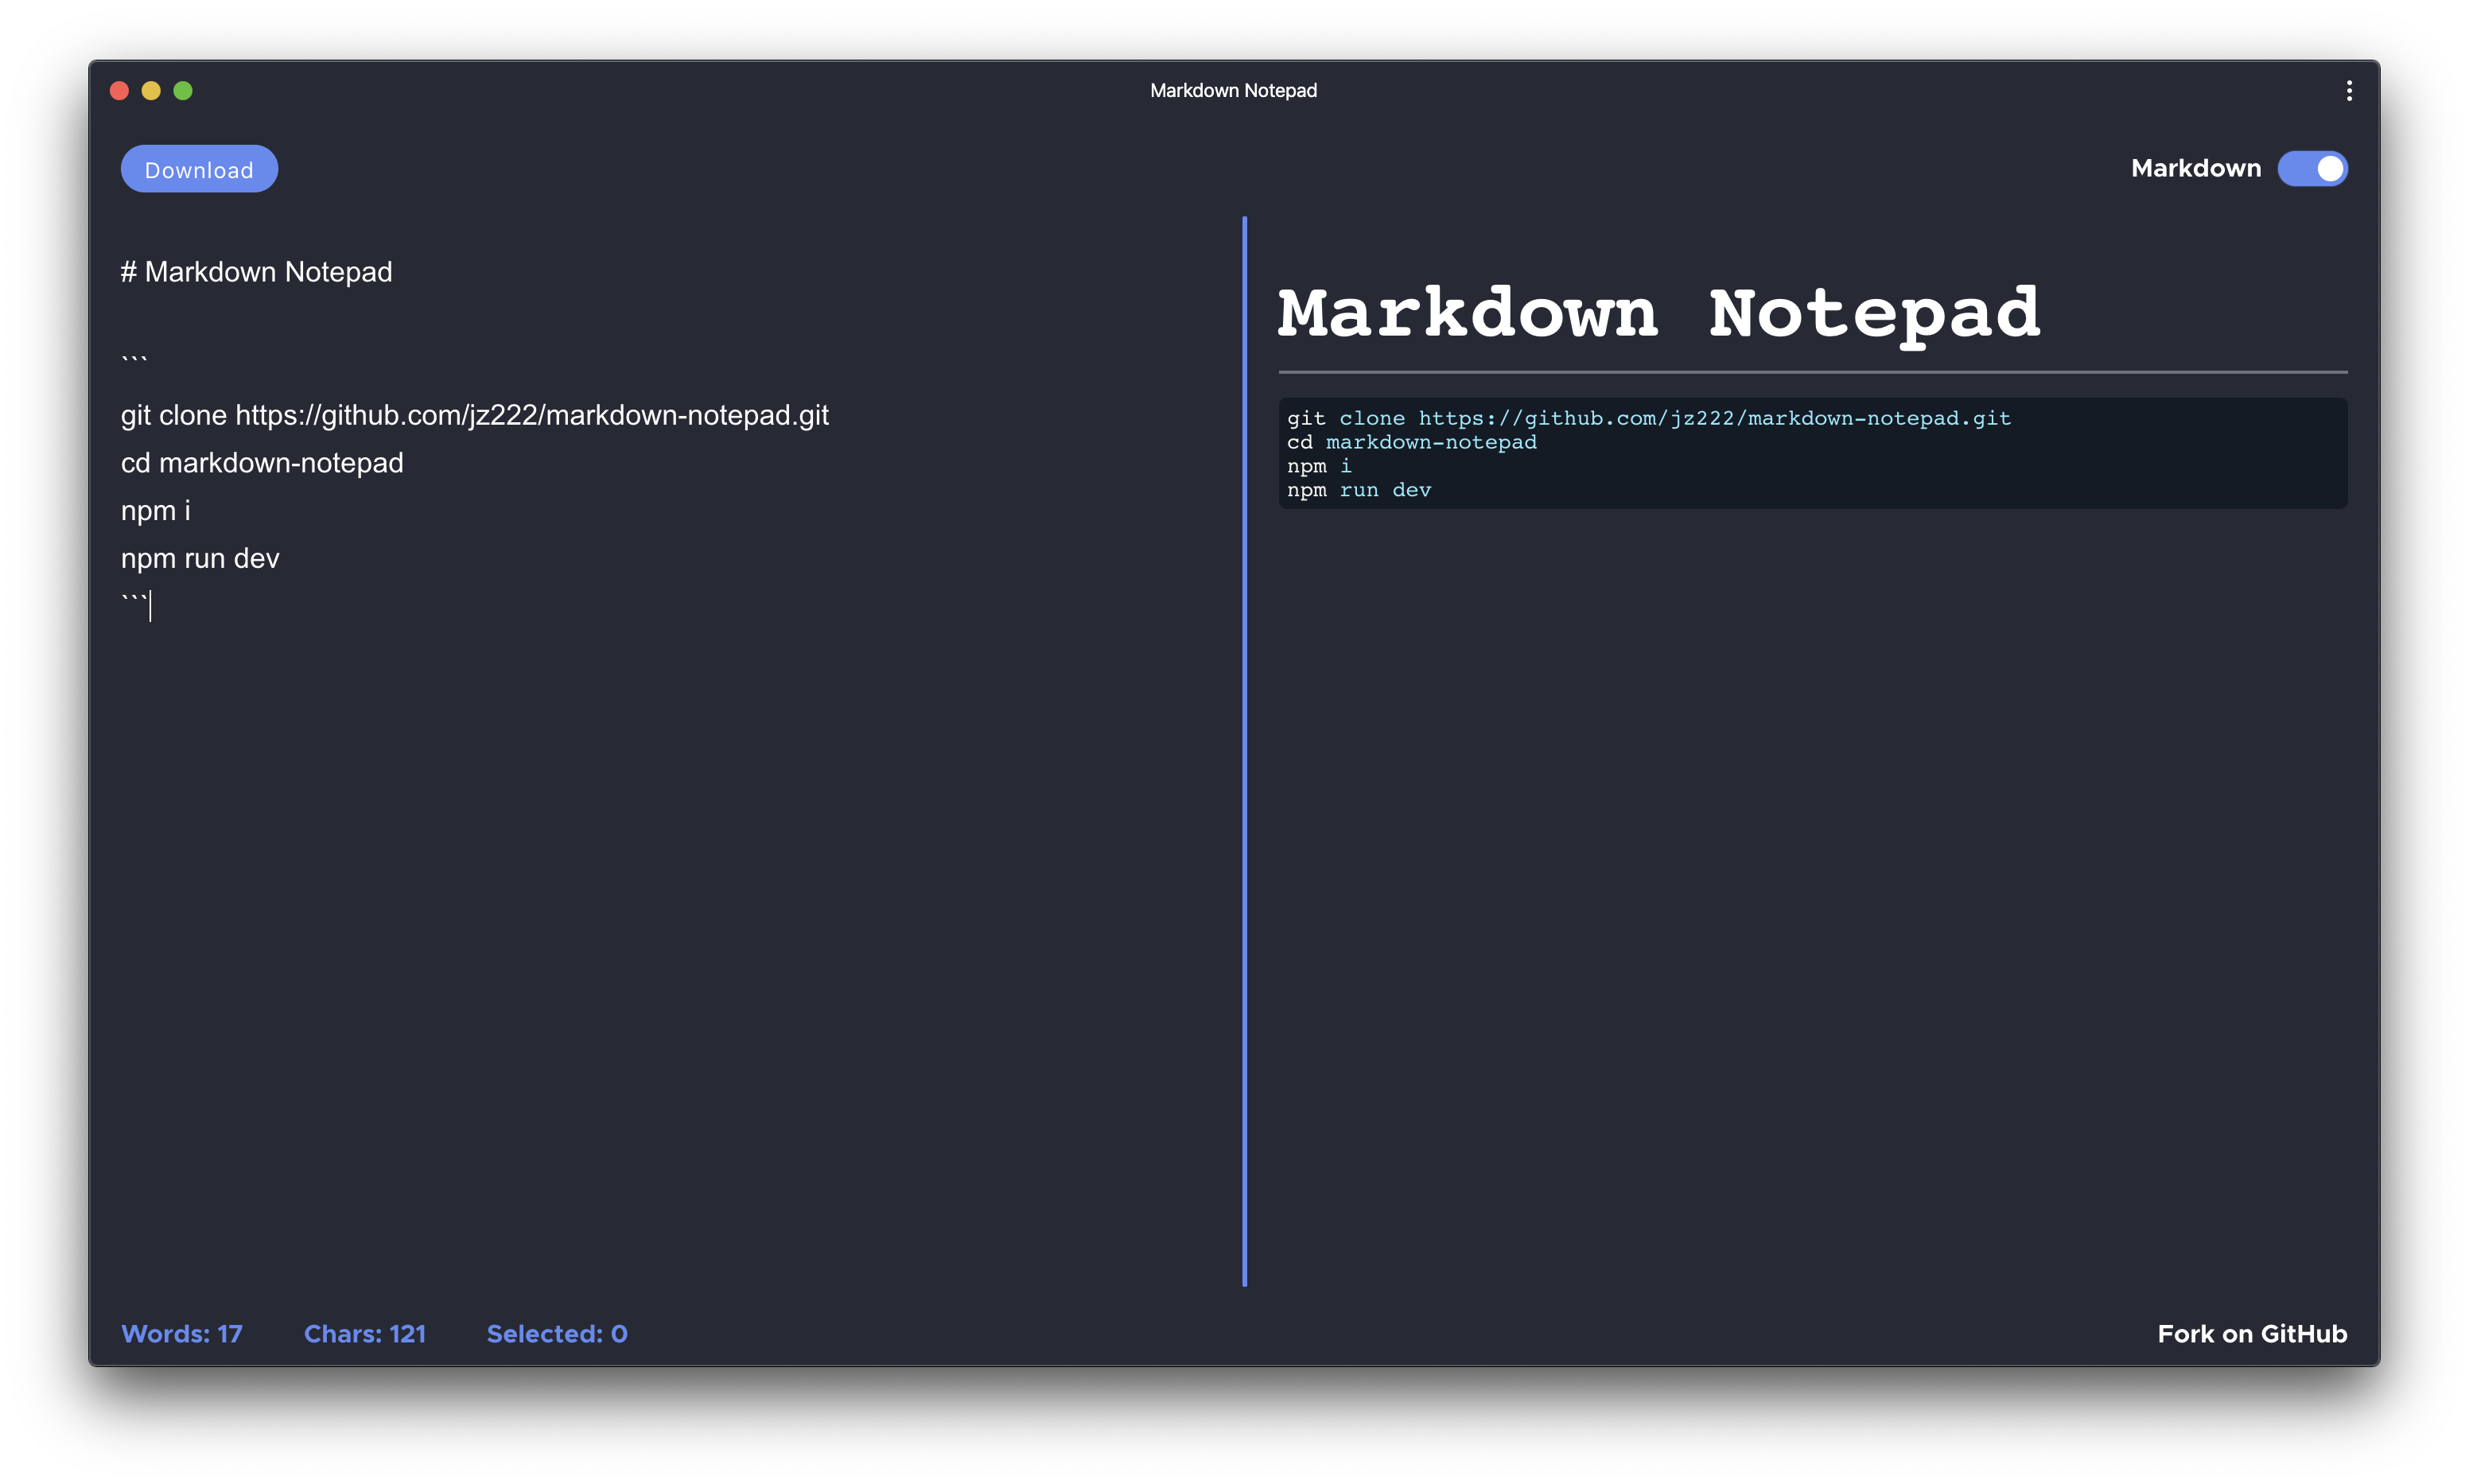 Markdown Notepad
Download
Markdown
# Markdown Notepad
```
git clone https://github.com/jz222/markdown-notepad.git
cd markdown-notepad
npm i
npm run dev
```
Markdown Notepad
git clone https://github.com/jz222/markdown-notepad.git
cd markdown-notepad
npm i
npm run dev
Words: 17
Chars: 121
Selected: 0
Fork on GitHub